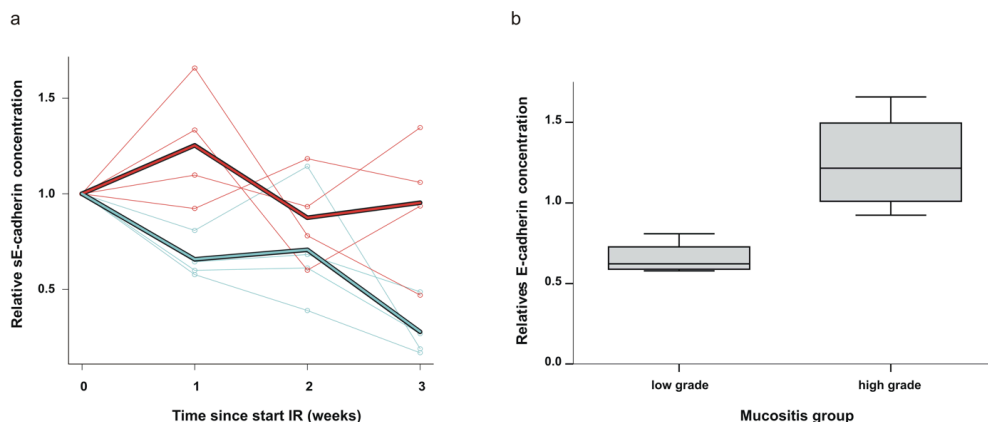 a
Relative sE-cadherin concentration
1.5
1.0
0.5
0 1 2 3
Time since start IR (weeks)
b
Relatives E-cadherin concentration
1.5
1.0
0.5
0.0
low grade high grade
Mucositis group